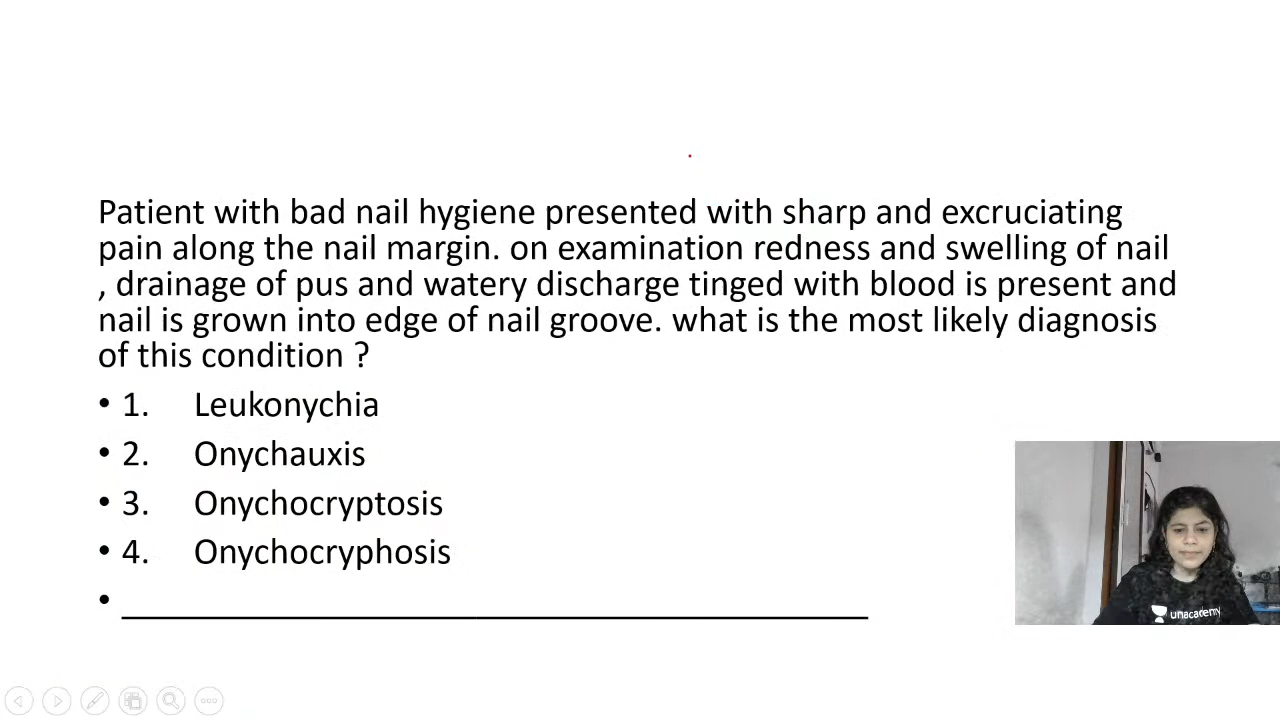 Patient with bad nail hygiene presented with sharp and excruciating
pain along the nail margin. on examination redness and swelling of nail
, drainage of pus and watery discharge tinged with blood is present and
nail is grown into edge of nail groove. what is the most likely diagnosis
of this condition ?
• 1. Leukonychia
• 2. Onychauxis
• 3. Onychocryptosis
• 4. Onychocryphosis
• ____________________________________________
unacademy